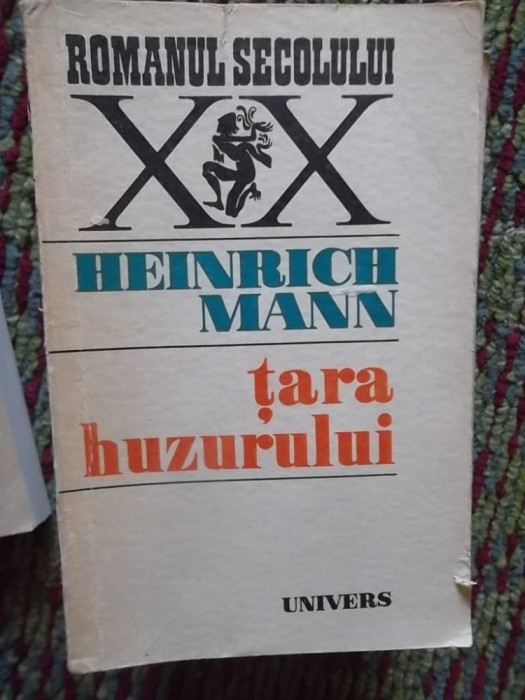 ROMANUL SECOLULUI
XX
HEINRICH
MANN
țara
huzurului
UNIVERS